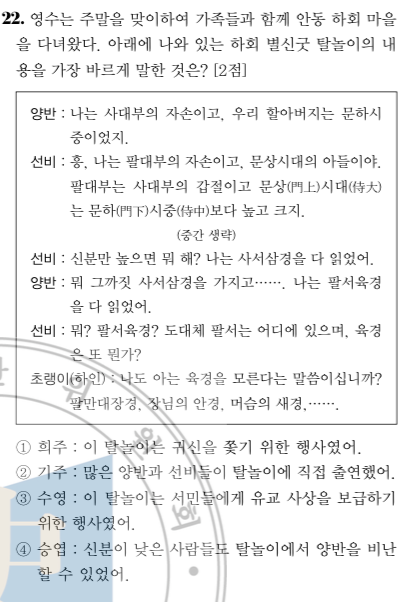 22. 영수는 주말을 맞이하여 가족들과 함께 안동 하회 마을
을 다녀왔다. 아래에 나와 있는 하회 별신굿 탈놀이의 내
용을 가장 바르게 말한 것은? [2점]
양반 : 나는 사대부의 자손이고, 우리 할아버지는 문하시
중이었지.
선비 : 흥, 나는 팔대부의 자손이고, 문상시대의 아들이야.
팔대부는 사대부의 갑절이고 문상(門上)시대(侍大)
는 문하(門下)시중(侍中)보다 높고 크지.
(중간 생략)
선비 : 신분만 높으면 뭐 해? 나는 사서삼경을 다 읽었어.
양반 : 뭐 그까짓 사서삼경을 가지고……. 나는 팔서육경
을 다 읽었어.
선비 : 뭐? 팔서육경? 도대체 팔서는 어디에 있으며, 육경
은 또 뭔가?
초랭이(하인) : 나도 아는 육경을 모른다는 말씀이십니까?
팔만대장경, 장님의 안경, 머슴의 새경,…….
① 희주 : 이 탈놀이는 귀신을 쫓기 위한 행사였어.
② 기주 : 많은 양반과 선비들이 탈놀이에 직접 출연했어.
③ 수영 : 이 탈놀이는 서민들에게 유교 사상을 보급하기
위한 행사였어.
④ 승엽 : 신분이 낮은 사람들도 탈놀이에서 양반을 비난
할 수 있었어.